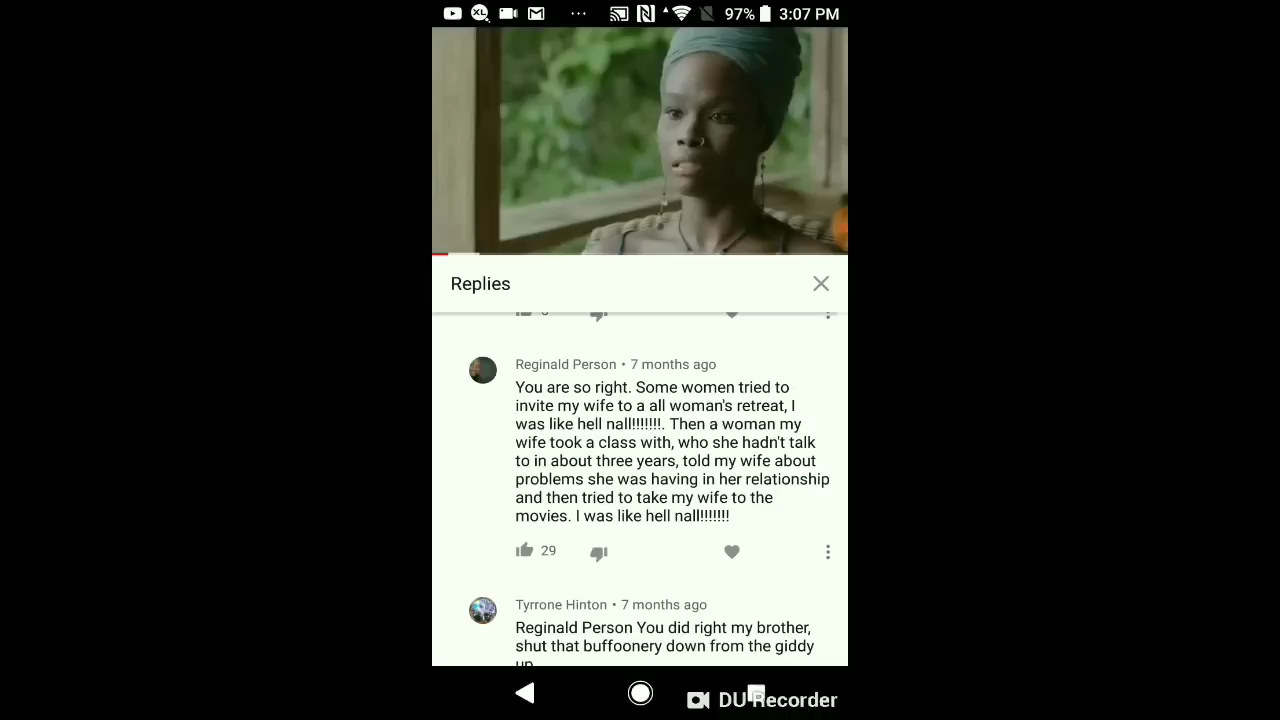 97% 3:07 PM
Replies
Reginald Person • 7 months ago
You are so right. Some women tried to
invite my wife to a all woman's retreat, I
was like hell nall!!!!!!!. Then a woman my
wife took a class with, who she hadn't talk
to in about three years, told my wife about
problems she was having in her relationship
and then tried to take my wife to the
movies. I was like hell nall!!!!!!!
29
Tyrrone Hinton • 7 months ago
Reginald Person You did right my brother,
shut that buffoonery down from the giddy
up
DU Recorder